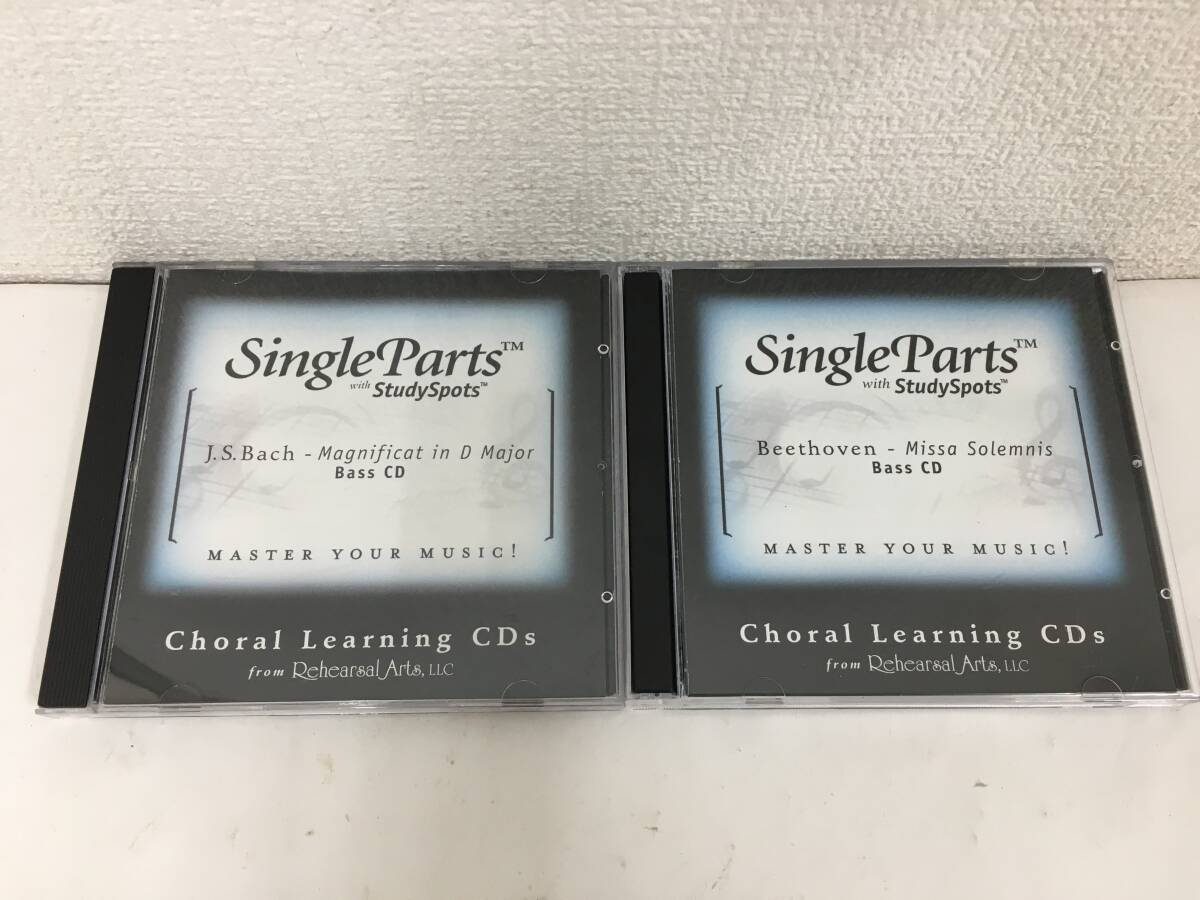 SingleParts™
with StudySpots™
J.S.Bach - Magnificat in D Major
Bass CD
MASTER YOUR MUSIC!
Choral Learning CDs
from Rehearsal Arts, LLC
SingleParts™
with StudySpots™
Beethoven - Missa Solemnis
Bass CD
MASTER YOUR MUSIC!
Choral Learning CDs
from Rehearsal Arts, LLC